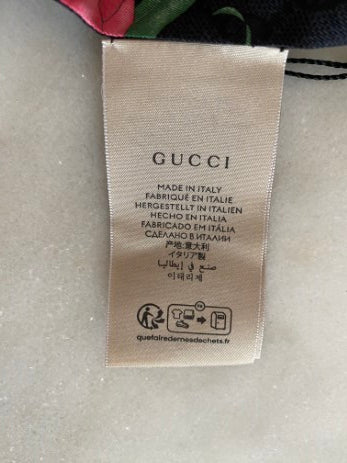 GUCCI
MADE IN ITALY
FABRIQUÉ EN ITALIE
HERGESTELLT IN ITALIEN
HECHO EN ITALIA
FABRICADO EM ITÁLIA
СДЕЛАНО В ИТАЛИИ
产地:意大利
イタリア製
صنع في إيطاليا
이태리제
FR
quefairedemesdechets.fr